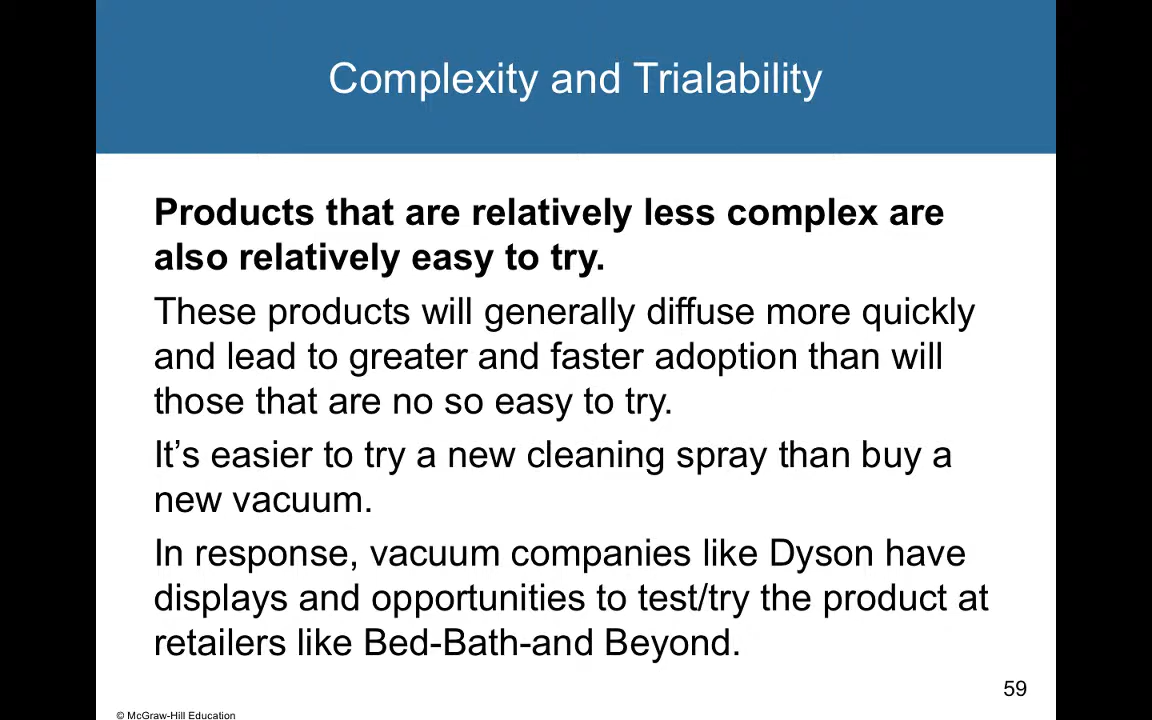 Complexity and Trialability
Products that are relatively less complex are
also relatively easy to try.
These products will generally diffuse more quickly
and lead to greater and faster adoption than will
those that are no so easy to try.
It’s easier to try a new cleaning spray than buy a
new vacuum.
In response, vacuum companies like Dyson have
displays and opportunities to test/try the product at
retailers like Bed-Bath-and Beyond.
59
© McGraw-Hill Education